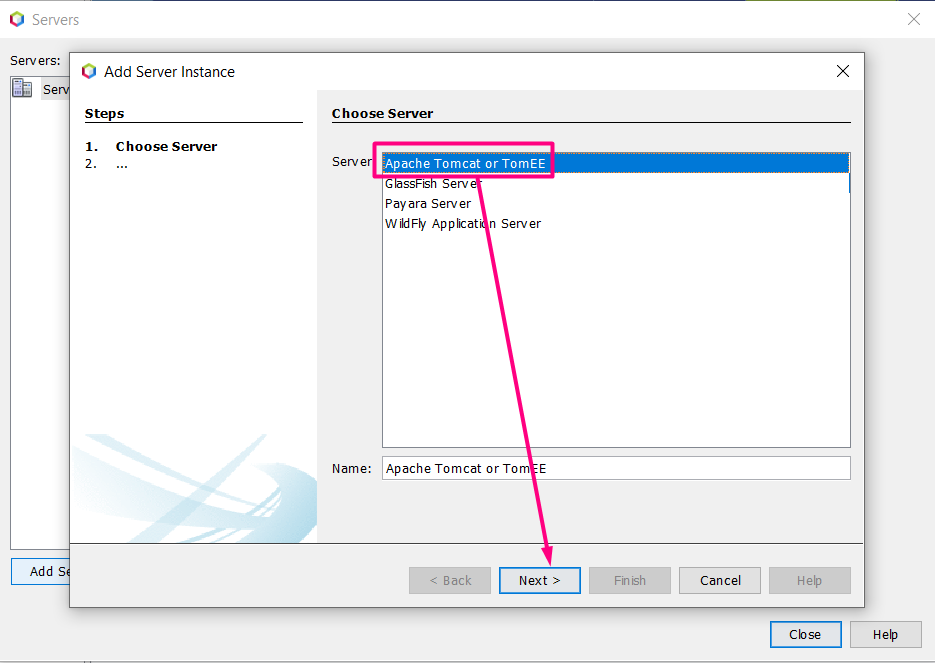 Servers
Servers:
Serv
Add Server Instance
Steps
1. Choose Server
2. ...
Choose Server
Server
Apache Tomcat or TomEE
GlassFish Server
Payara Server
WildFly Application Server
Name: Apache Tomcat or TomEE
< Back Next > Finish Cancel Help
Add Se
Close Help